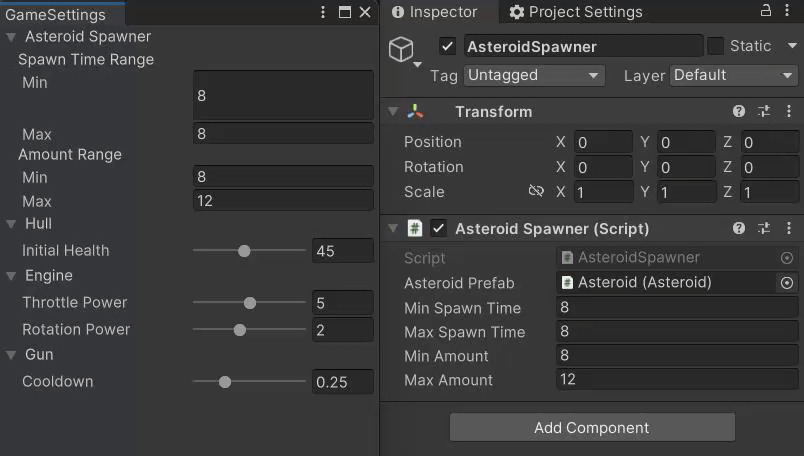 GameSettings
Asteroid Spawner
Spawn Time Range
Min 8
Max 8
Amount Range
Min 8
Max 12
Hull
Initial Health 45
Engine
Throttle Power 5
Rotation Power 2
Gun
Cooldown 0.25
Inspector Project Settings
AsteroidSpawner Static
Tag Untagged Layer Default
Transform
Position X 0 Y 0 Z 0
Rotation X 0 Y 0 Z 0
Scale X 1 Y 1 Z 1
Asteroid Spawner (Script)
Script AsteroidSpawner
Asteroid Prefab Asteroid (Asteroid)
Min Spawn Time 8
Max Spawn Time 8
Min Amount 8
Max Amount 12
Add Component